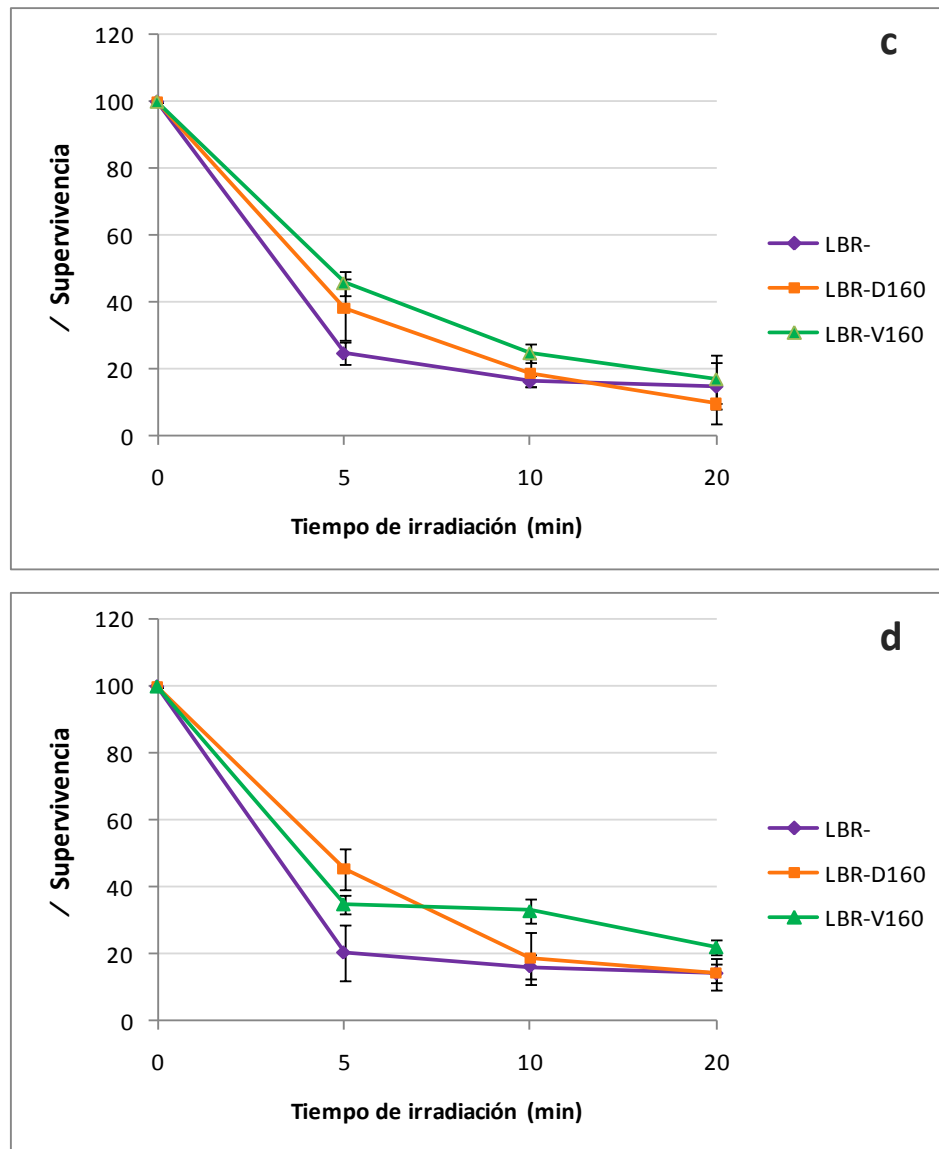 c
120
100
80
60
40
20
0
/ Supervivencia
0 5 10 20
Tiempo de irradiación (min)
LBR-
LBR-D160
LBR-V160
d
120
100
80
60
40
20
0
/ Supervivencia
0 5 10 20
Tiempo de irradiación (min)
LBR-
LBR-D160
LBR-V160